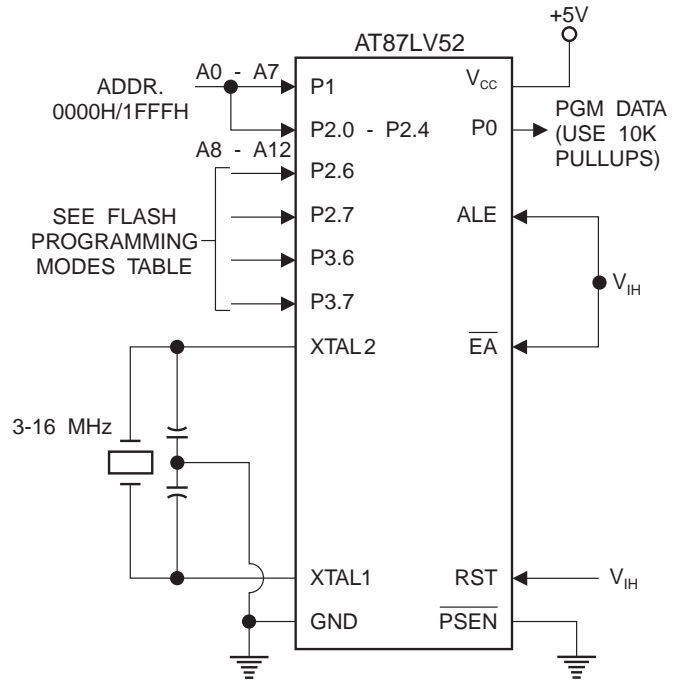 +5V
AT87LV52
ADDR.
0000H/1FFFH
A0 - A7
P1
P2.0 - P2.4
A8 - A12
P2.6
SEE FLASH
PROGRAMMING
MODES TABLE
P2.7
P3.6
P3.7
XTAL2
3-16 MHz
XTAL1
GND
VCC
P0
PGM DATA
(USE 10K
PULLUPS)
ALE
VIH
EA
RST
VIH
PSEN